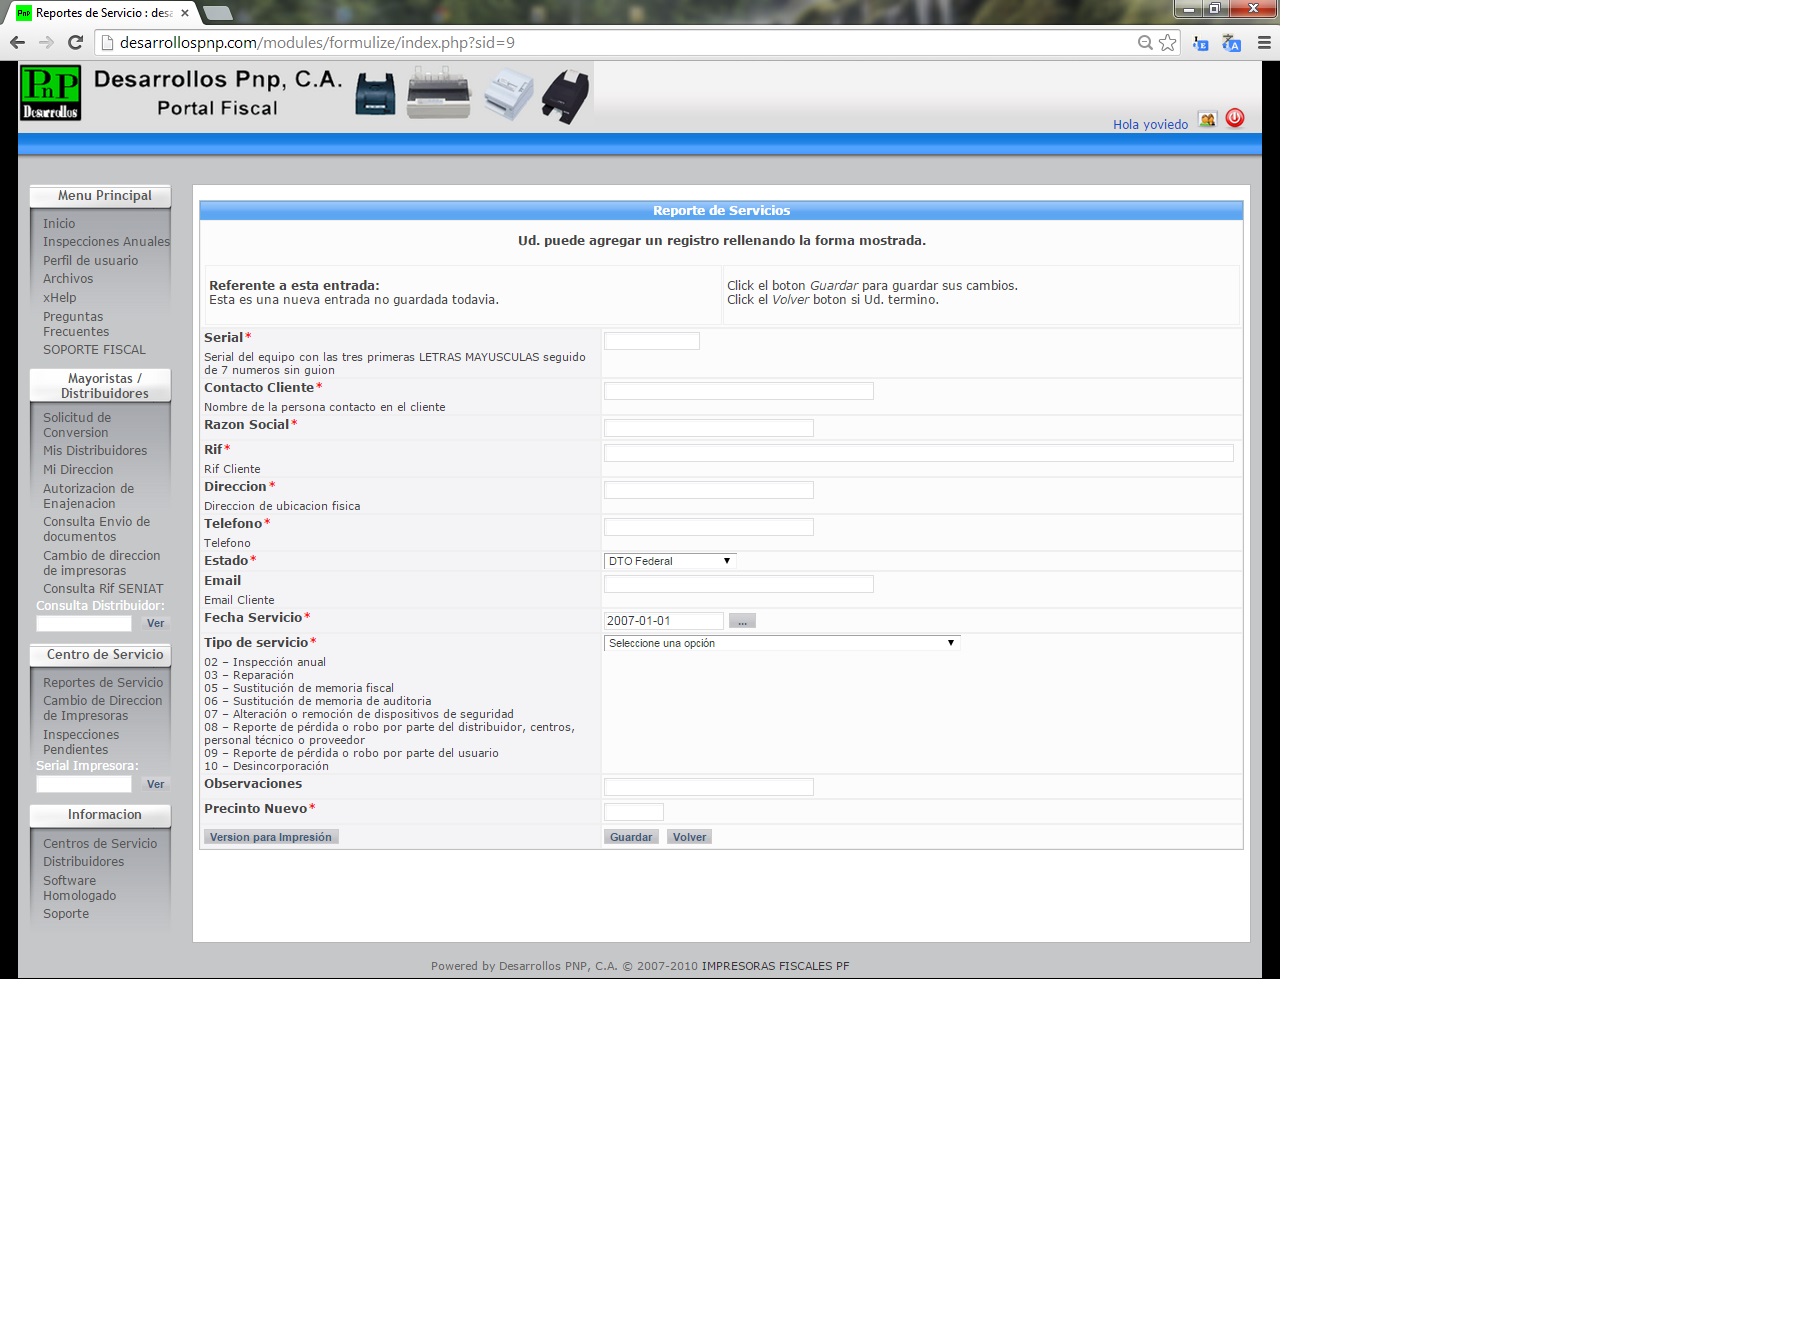 Reportes de Servicio : desa
desarrollospnp.com/modules/formulize/index.php?sid=9
PnP
Desarrollos
Desarrollos Pnp, C.A.
Portal Fiscal
Hola yoviedo
Menu Principal
Inicio
Inspecciones Anuales
Perfil de usuario
Archivos
xHelp
Preguntas
Frecuentes
SOPORTE FISCAL
Mayoristas /
Distribuidores
Solicitud de
Conversion
Mis Distribuidores
Mi Direccion
Autorizacion de
Enajenacion
Consulta Envio de
documentos
Cambio de direccion
de impresoras
Consulta Rif SENIAT
Consulta Distribuidor:
Ver
Centro de Servicio
Reportes de Servicio
Cambio de Direccion
de Impresoras
Inspecciones
Pendientes
Serial Impresora:
Ver
Informacion
Centros de Servicio
Distribuidores
Software
Homologado
Soporte
Reporte de Servicios
Ud. puede agregar un registro rellenando la forma mostrada.
Referente a esta entrada:
Esta es una nueva entrada no guardada todavia.
Click el boton Guardar para guardar sus cambios.
Click el Volver boton si Ud. termino.
Serial*
Serial del equipo con las tres primeras LETRAS MAYUSCULAS seguido
de 7 numeros sin guion
Contacto Cliente*
Nombre de la persona contacto en el cliente
Razon Social*
Rif*
Rif Cliente
Direccion*
Direccion de ubicacion fisica
Telefono*
Telefono
Estado*
DTO Federal
Email
Email Cliente
Fecha Servicio*
2007-01-01
...
Tipo de servicio*
Seleccione una opción
02 – Inspección anual
03 – Reparación
05 – Sustitución de memoria fiscal
06 – Sustitución de memoria de auditoria
07 – Alteración o remoción de dispositivos de seguridad
08 – Reporte de pérdida o robo por parte del distribuidor, centros,
personal técnico o proveedor
09 – Reporte de pérdida o robo por parte del usuario
10 – Desincorporación
Observaciones
Precinto Nuevo*
Version para Impresión
Guardar
Volver
Powered by Desarrollos PNP, C.A. © 2007-2010 IMPRESORAS FISCALES PF